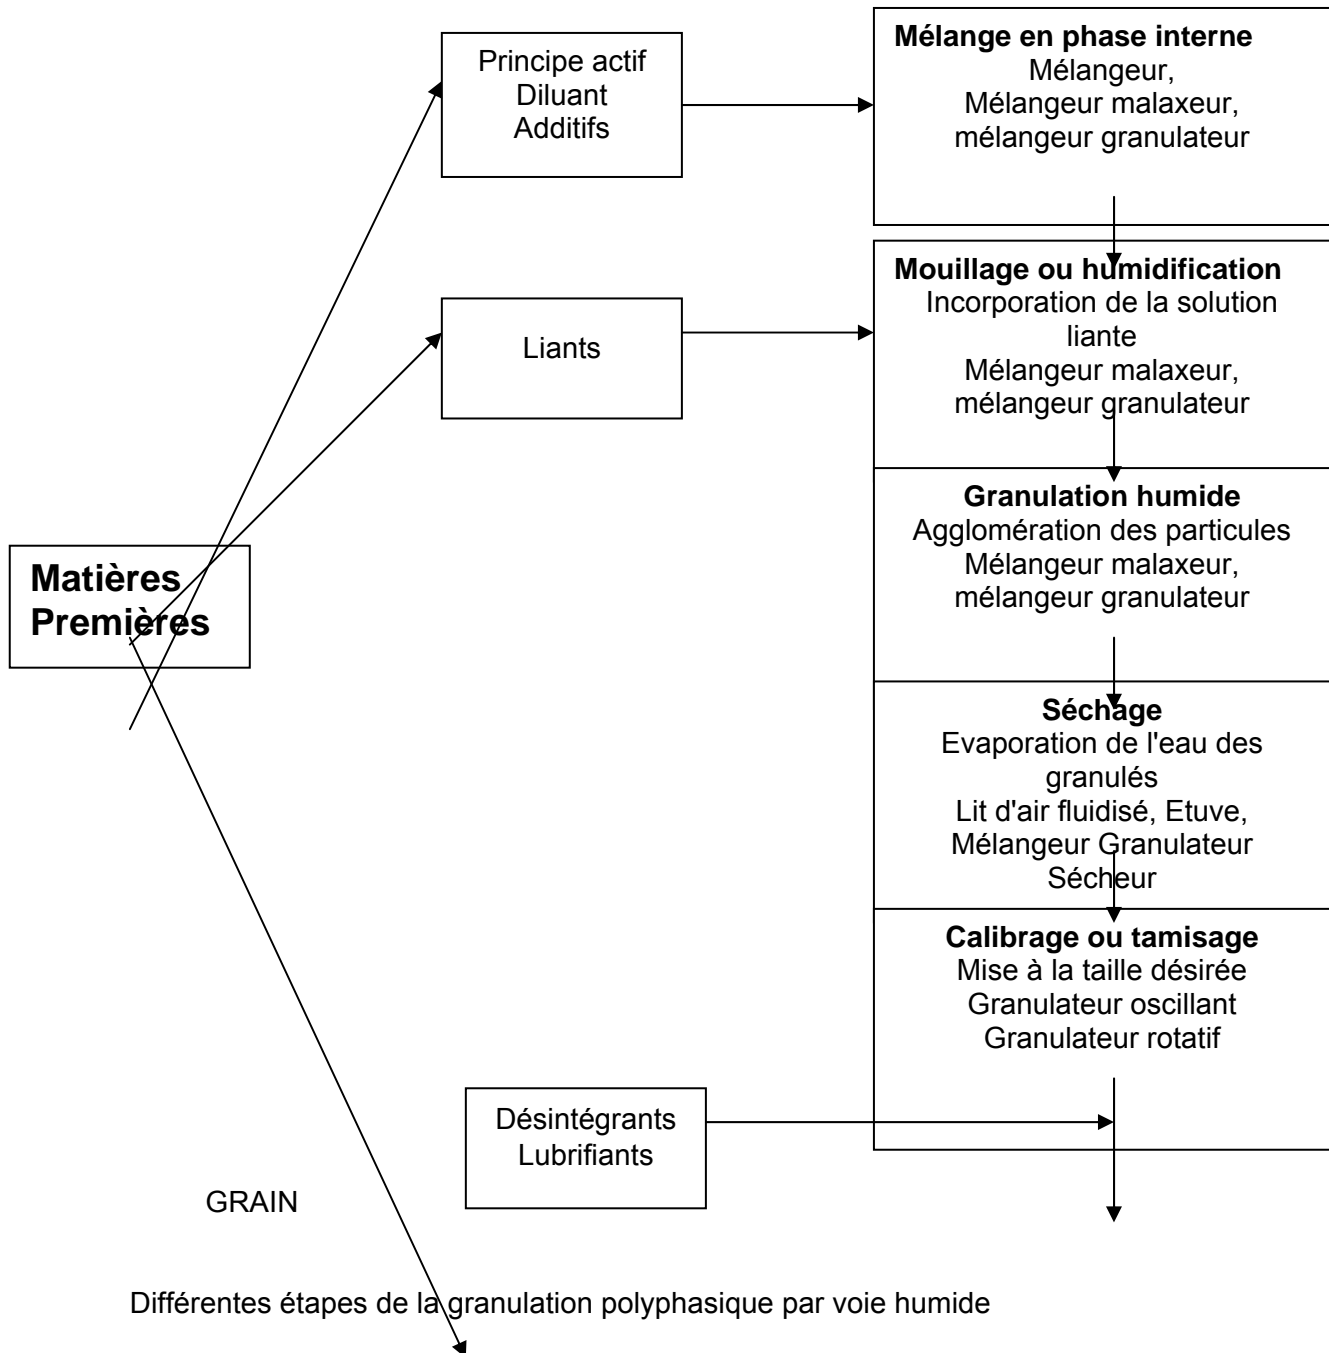 Principe actif
Diluant
Additifs
Mélange en phase interne
Mélangeur,
Mélangeur malaxeur,
mélangeur granulateur
Liants
Mouillage ou humidification
Incorporation de la solution
liante
Mélangeur malaxeur,
mélangeur granulateur
Matières
Premières
Granulation humide
Agglomération des particules
Mélangeur malaxeur,
mélangeur granulateur
Séchage
Evaporation de l'eau des
granulés
Lit d'air fluidisé, Etuve,
Mélangeur Granulateur
Sécheur
Calibrage ou tamisage
Mise à la taille désirée
Granulateur oscillant
Granulateur rotatif
Désintégrants
Lubrifiants
GRAIN
Différentes étapes de la granulation polyphasique par voie humide